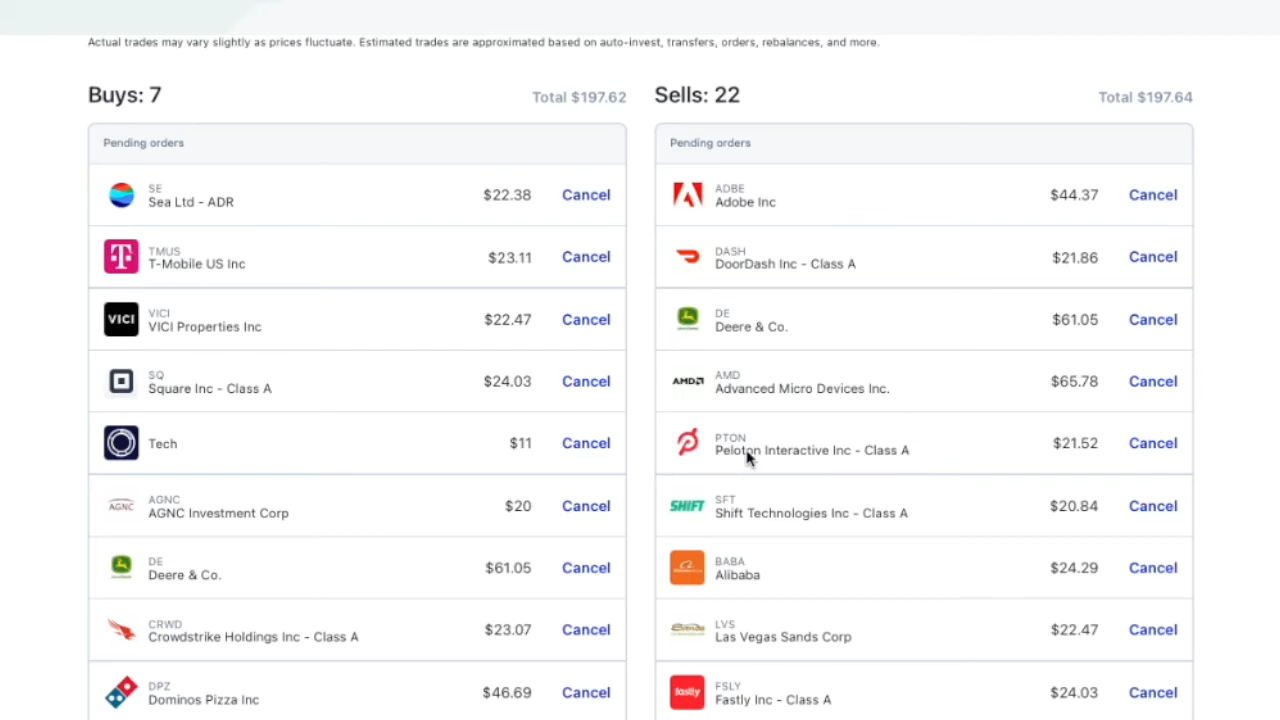 Actual trades may vary slightly as prices fluctuate. Estimated trades are approximated based on auto-invest, transfers, orders, rebalances, and more.
Buys: 7
Total $197.62
Pending orders
SE
Sea Ltd - ADR
$22.38
Cancel
TMUS
T-Mobile US Inc
$23.11
Cancel
VICI
VICI
VICI Properties Inc
$22.47
Cancel
SQ
Square Inc - Class A
$24.03
Cancel
Tech
$11
Cancel
AGNC
AGNC
AGNC Investment Corp
$20
Cancel
DE
Deere & Co.
$61.05
Cancel
CRWD
Crowdstrike Holdings Inc - Class A
$23.07
Cancel
DPZ
Dominos Pizza Inc
$46.69
Cancel
Sells: 22
Total $197.64
Pending orders
ADBE
Adobe Inc
$44.37
Cancel
DASH
DoorDash Inc - Class A
$21.86
Cancel
DE
Deere & Co.
$61.05
Cancel
AMD
AMD
Advanced Micro Devices Inc.
$65.78
Cancel
PTON
Peloton Interactive Inc - Class A
$21.52
Cancel
SHIFT
SFT
Shift Technologies Inc - Class A
$20.84
Cancel
BABA
Alibaba
$24.29
Cancel
Sands
LVS
Las Vegas Sands Corp
$22.47
Cancel
fastly
FSLY
Fastly Inc - Class A
$24.03
Cancel